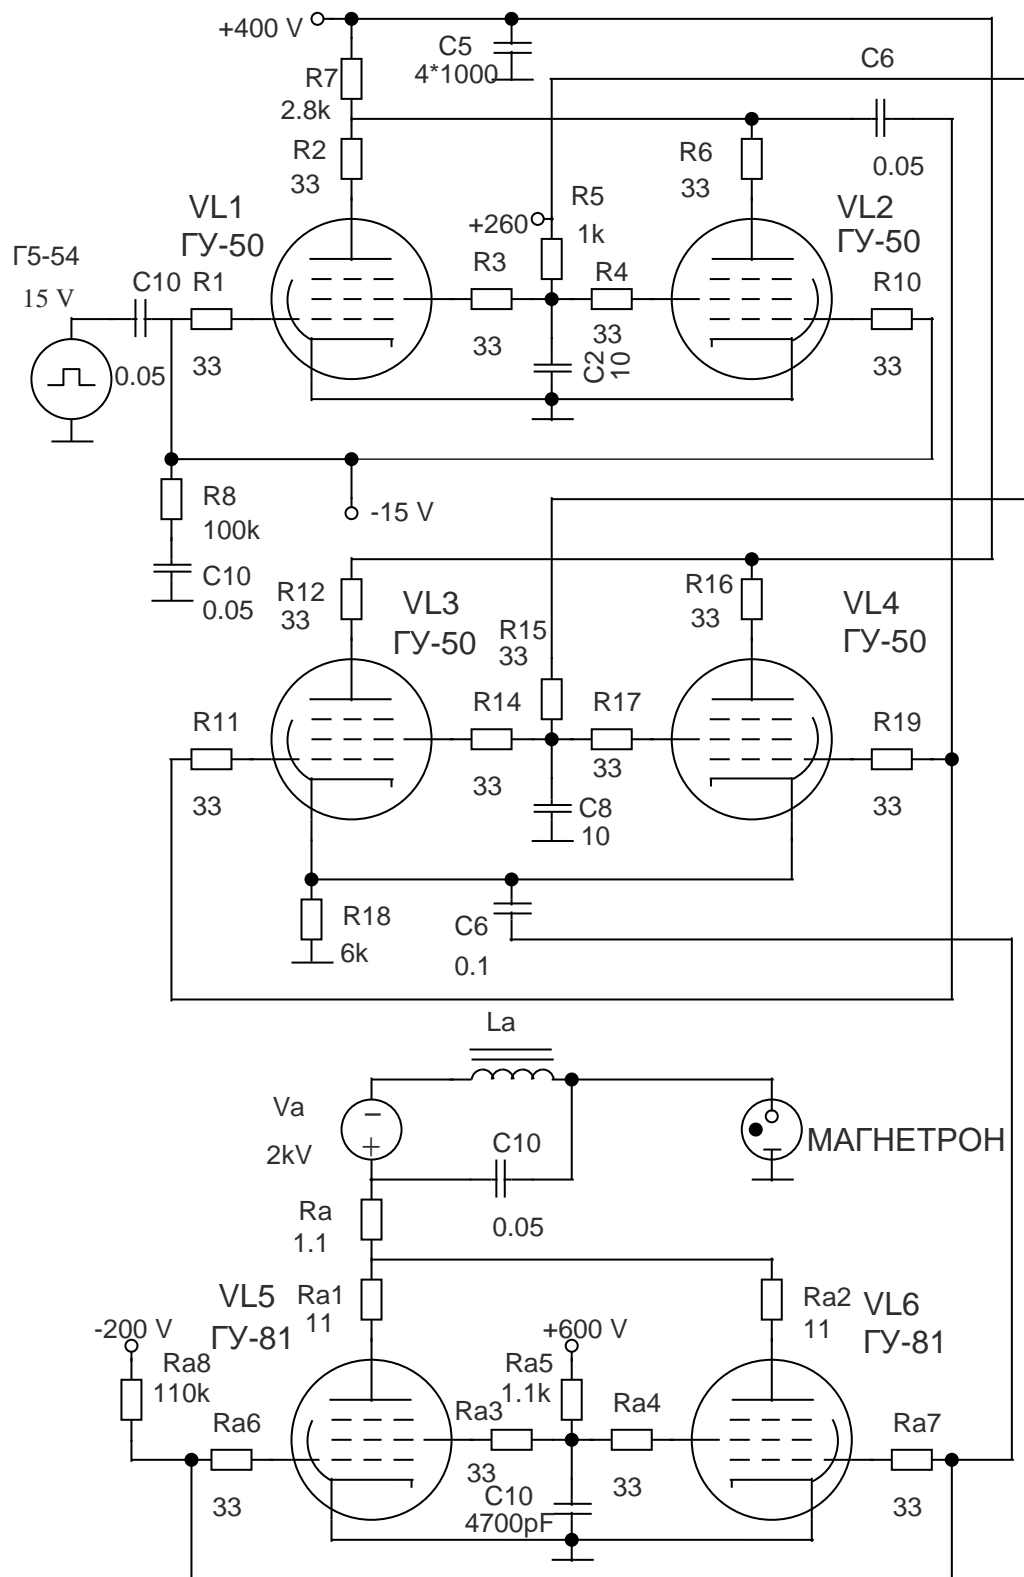 +400 V
C5
4*1000
C6
R7
2.8k
R2
33
R6
33
0.05
VL1
ГУ-50
R5
1k
+260
VL2
ГУ-50
Г5-54
15 V
C10
R1
R3
R4
R10
0.05
33
33
33
C2
10
33
R8
100k
-15 V
C10
0.05
R12
33
VL3
ГУ-50
R15
33
R16
33
VL4
ГУ-50
R11
R14
R17
R19
33
33
33
33
C8
10
R18
6k
C6
0.1
La
Va
2kV
−
+
C10
0.05
МАГНЕТРОН
Ra
1.1
VL5
ГУ-81
Ra1
11
Ra2
11
VL6
ГУ-81
-200 V
+600 V
Ra8
110k
Ra5
1.1k
Ra6
Ra3
Ra4
Ra7
33
33
33
33
C10
4700pF